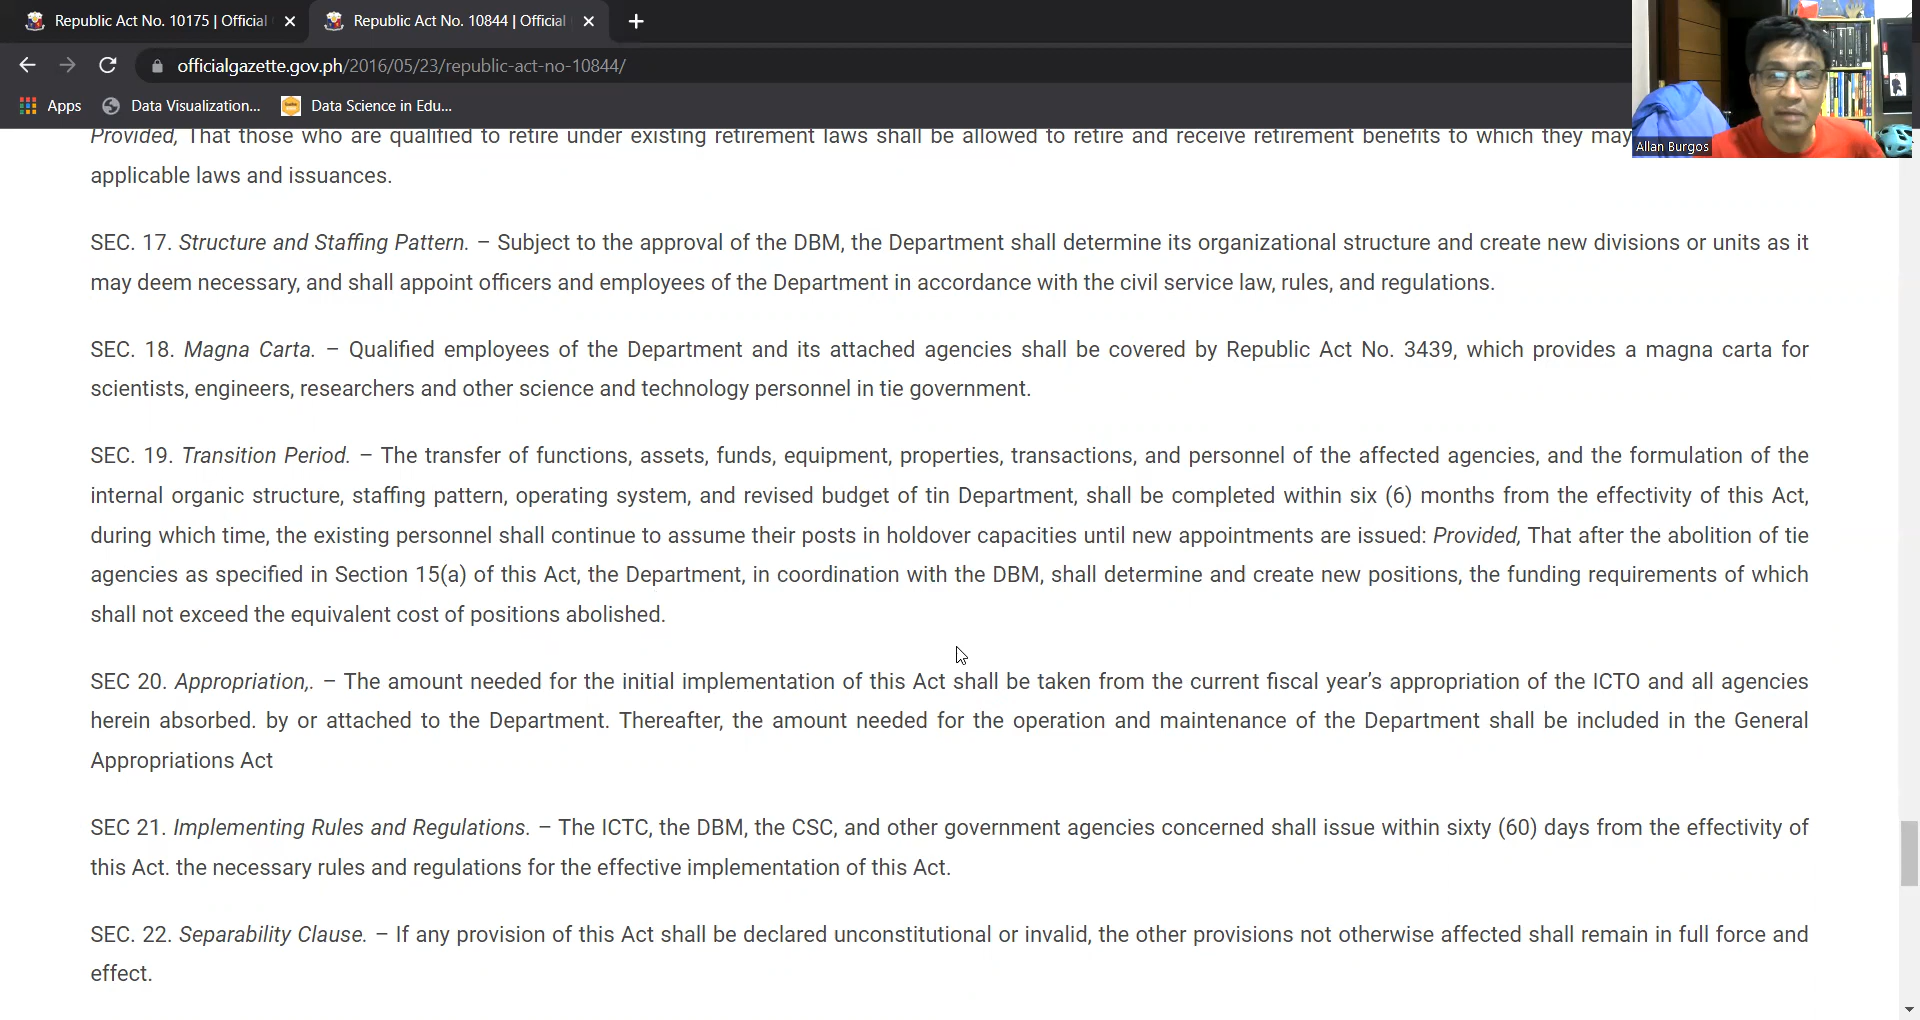 Republic Act No. 10175 | Official
Republic Act No. 10844 | Official
officialgazette.gov.ph/2016/05/23/republic-act-no-10844/
Apps Data Visualization... Data Science in Edu...
Allan Burgos
Provided, That those who are qualified to retire under existing retirement laws shall be allowed to retire and receive retirement benefits to which they may
applicable laws and issuances.
SEC. 17. Structure and Staffing Pattern. – Subject to the approval of the DBM, the Department shall determine its organizational structure and create new divisions or units as it
may deem necessary, and shall appoint officers and employees of the Department in accordance with the civil service law, rules, and regulations.
SEC. 18. Magna Carta. – Qualified employees of the Department and its attached agencies shall be covered by Republic Act No. 3439, which provides a magna carta for
scientists, engineers, researchers and other science and technology personnel in tie government.
SEC. 19. Transition Period. – The transfer of functions, assets, funds, equipment, properties, transactions, and personnel of the affected agencies, and the formulation of the
internal organic structure, staffing pattern, operating system, and revised budget of tin Department, shall be completed within six (6) months from the effectivity of this Act,
during which time, the existing personnel shall continue to assume their posts in holdover capacities until new appointments are issued: Provided, That after the abolition of tie
agencies as specified in Section 15(a) of this Act, the Department, in coordination with the DBM, shall determine and create new positions, the funding requirements of which
shall not exceed the equivalent cost of positions abolished.
SEC 20. Appropriation,. – The amount needed for the initial implementation of this Act shall be taken from the current fiscal year’s appropriation of the ICTO and all agencies
herein absorbed. by or attached to the Department. Thereafter, the amount needed for the operation and maintenance of the Department shall be included in the General
Appropriations Act
SEC 21. Implementing Rules and Regulations. – The ICTC, the DBM, the CSC, and other government agencies concerned shall issue within sixty (60) days from the effectivity of
this Act. the necessary rules and regulations for the effective implementation of this Act.
SEC. 22. Separability Clause. – If any provision of this Act shall be declared unconstitutional or invalid, the other provisions not otherwise affected shall remain in full force and
effect.